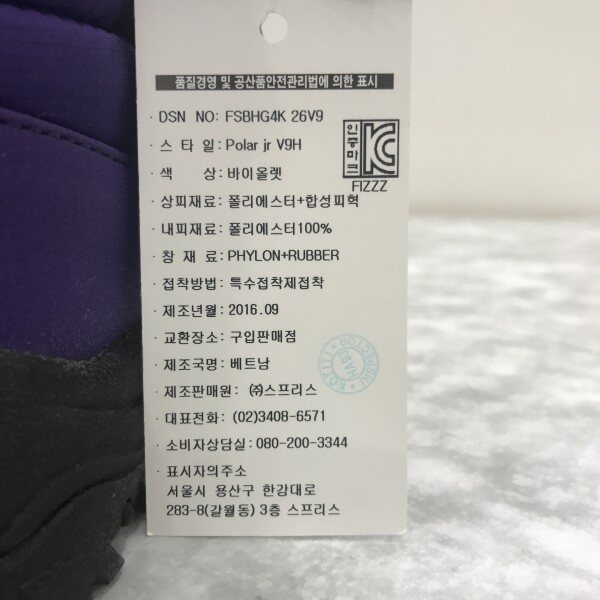 품질경영 및 공산품안전관리법에 의한 표시
· DSN NO: FSBHG4K 26V9
· 스 타 일: Polar jr V9H
· 색 상: 바이올렛
· 상피재료: 폴리에스터+합성피혁
· 내피재료: 폴리에스터100%
· 창 재 료: PHYLON+RUBBER
· 접착방법: 특수접착제접착
· 제조년월: 2016.09
· 교환장소: 구입판매점
· 제조국명: 베트남
· 제조판매원: ㈜스프리스
· 대표전화: (02)3408-6571
· 소비자상담실: 080-200-3344
· 표시자의주소
서울시 용산구 한강대로
283-8(갈월동) 3층 스프리스
인증마크
KC
FIZZZ